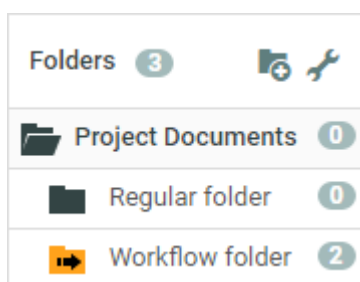 Folders 3
Project Documents 0
Regular folder 0
Workflow folder 2